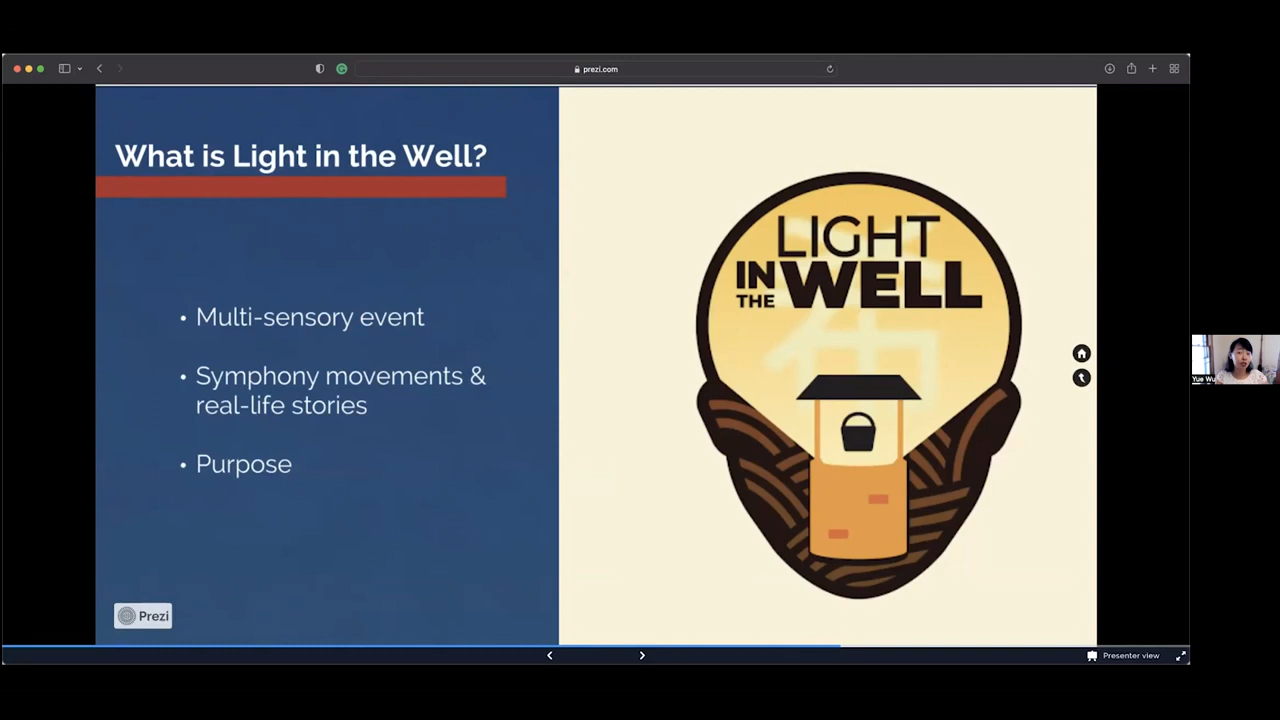 prezi.com
What is Light in the Well?
• Multi-sensory event
• Symphony movements &
real-life stories
• Purpose
LIGHT
IN
THE
WELL
Prezi
Presenter view